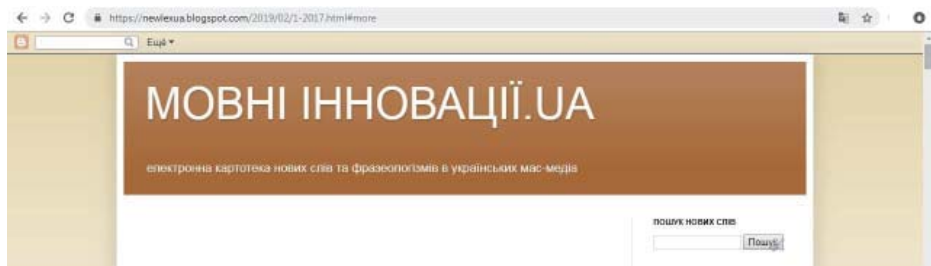 https://newlexua.blogspot.com/2019/02/1-2017.html#more
Ещё
МОВНІ ІННОВАЦІЇ.UA
електронна картотека нових слів та фразеологізмів в українських мас-медіа
ПОШУК НОВИХ СЛІВ
Пошук